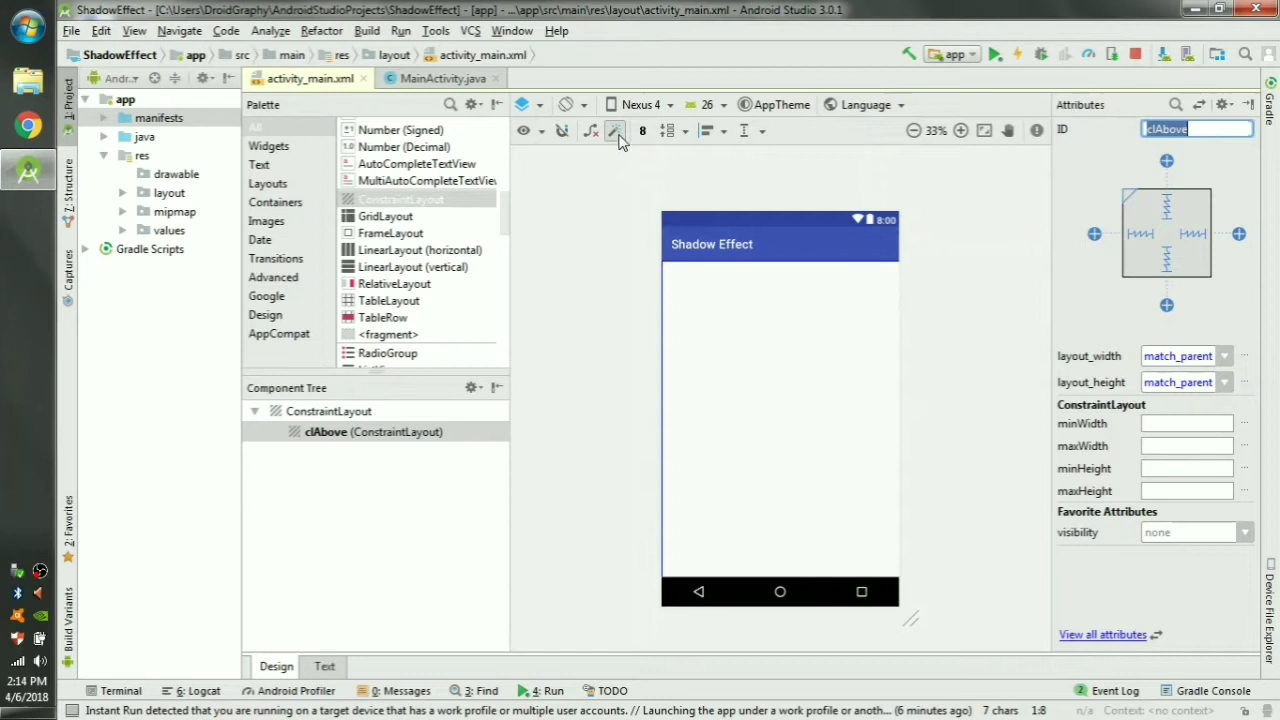 ShadowEffect - [C:\Users\DroidGraphy\AndroidStudioProjects\ShadowEffect] - [app] - ...\app\src\main\res\layout\activity_main.xml - Android Studio 3.0.1
File Edit View Navigate Code Analyze Refactor Build Run Tools VCS Window Help
ShadowEffect app src main res layout activity_main.xml app
Andr... activity_main.xml MainActivity.java
1: Project
7: Structure
Captures
2: Favorites
Build Variants
app
manifests
java
res
drawable
layout
mipmap
values
Gradle Scripts
Palette
All
Widgets
Text
Layouts
Containers
Images
Date
Transitions
Advanced
Google
Design
AppCompat
Number (Signed)
Number (Decimal)
AutoCompleteTextView
MultiAutoCompleteTextView
ConstraintLayout
GridLayout
FrameLayout
LinearLayout (horizontal)
LinearLayout (vertical)
RelativeLayout
TableLayout
TableRow
<fragment>
RadioGroup
Component Tree
ConstraintLayout
clAbove (ConstraintLayout)
Nexus 4 26 AppTheme Language
8 33%
8:00
Shadow Effect
Attributes
ID clAbove
layout_width match_parent
layout_height match_parent
ConstraintLayout
minWidth
maxWidth
minHeight
maxHeight
Favorite Attributes
visibility none
View all attributes
Gradle
Device File Explorer
Design Text
Terminal 6: Logcat Android Profiler 0: Messages 3: Find 4: Run TODO 2 Event Log Gradle Console
Instant Run detected that you are running on a target device that has a work profile or multiple user accounts. // Launching the app under a work profile or anoth... (6 minutes ago) 7 chars 1:8 n/a Context: <no context>
2:14 PM
4/6/2018